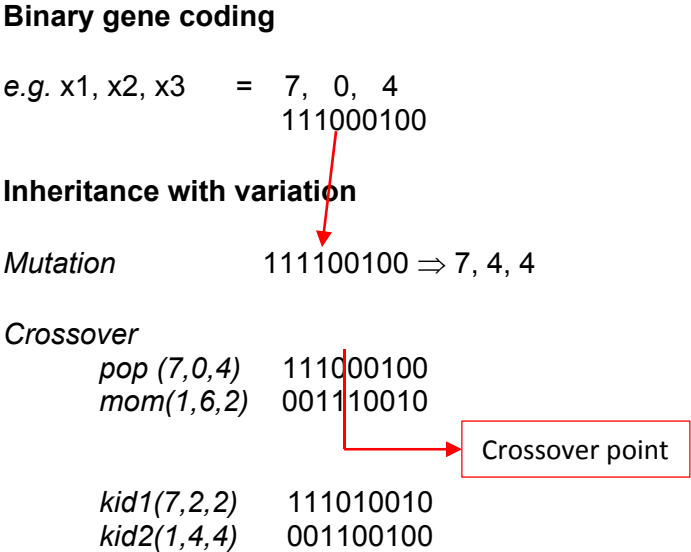 Binary gene coding
e.g. x1, x2, x3 = 7, 0, 4
111000100
Inheritance with variation
Mutation 111100100 ⇒ 7, 4, 4
Crossover
pop (7,0,4) 111000100
mom(1,6,2) 001110010
Crossover point
kid1(7,2,2) 111010010
kid2(1,4,4) 001100100